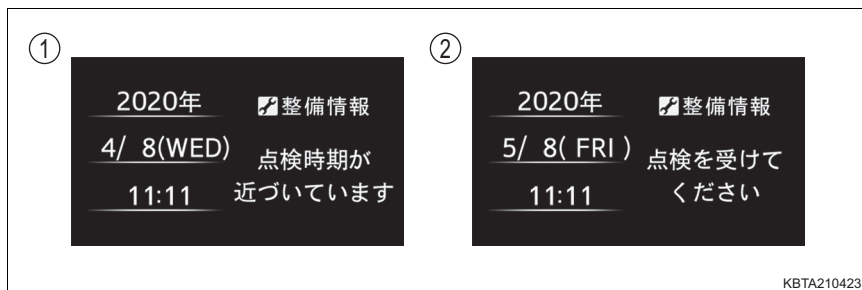 ①
2020年
整備情報
4/ 8(WED)
点検時期が
近づいています
11:11
②
2020年
整備情報
5/ 8( FRI )
点検を受けて
ください
11:11
KBTA210423